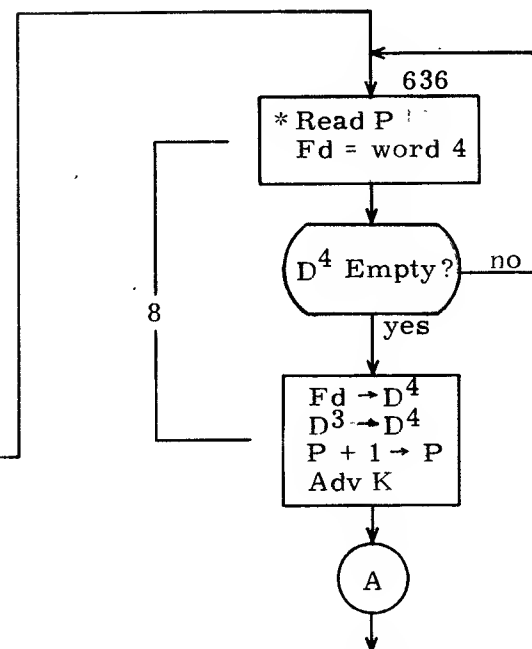 636
* Read P
Fd = word 4
D⁴ Empty?
no
8
yes
Fd → D⁴
D³ → D⁴
P + 1 → P
Adv K
A